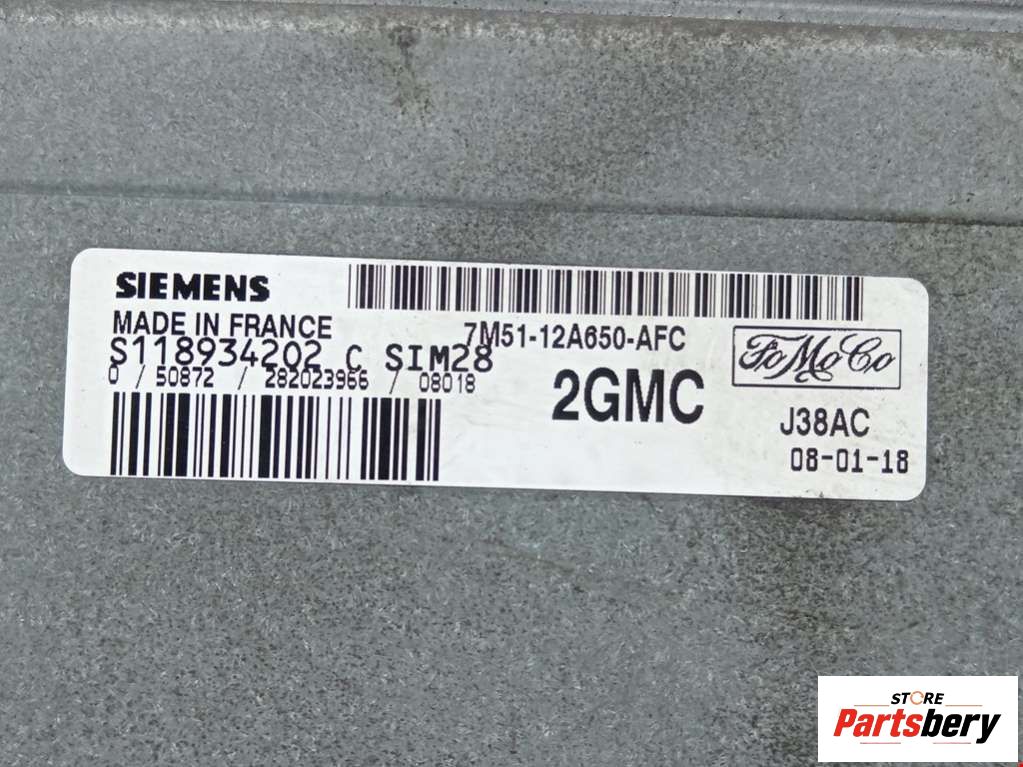 SIEMENS
MADE IN FRANCE
7M51-12A650-AFC
FoMoCo
S118934202 C SIM28
0 / 50872 / 282023966 / 08018
2GMC
J38AC
08-01-18
STORE
Partsbery